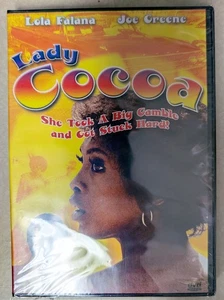 Lola Falana Joe Greene
Lady
Cocoa
She Took A Big Gamble
and Got Stuck Hard!